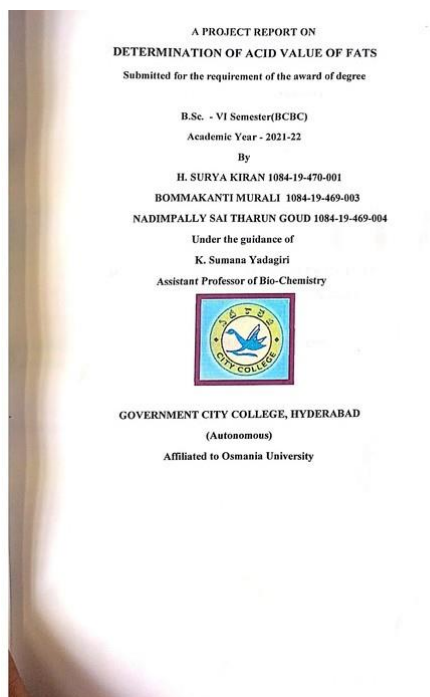 A PROJECT REPORT ON
DETERMINATION OF ACID VALUE OF FATS
Submitted for the requirement of the award of degree
B.Sc. - VI Semester(BCBC)
Academic Year - 2021-22
By
H. SURYA KIRAN 1084-19-470-001
BOMMAKANTI MURALI 1084-19-469-003
NADIMPALLY SAI THARUN GOUD 1084-19-469-004
Under the guidance of
K. Sumana Yadagiri
Assistant Professor of Bio-Chemistry
CITY COLLEGE
GOVERNMENT CITY COLLEGE, HYDERABAD
(Autonomous)
Affiliated to Osmania University